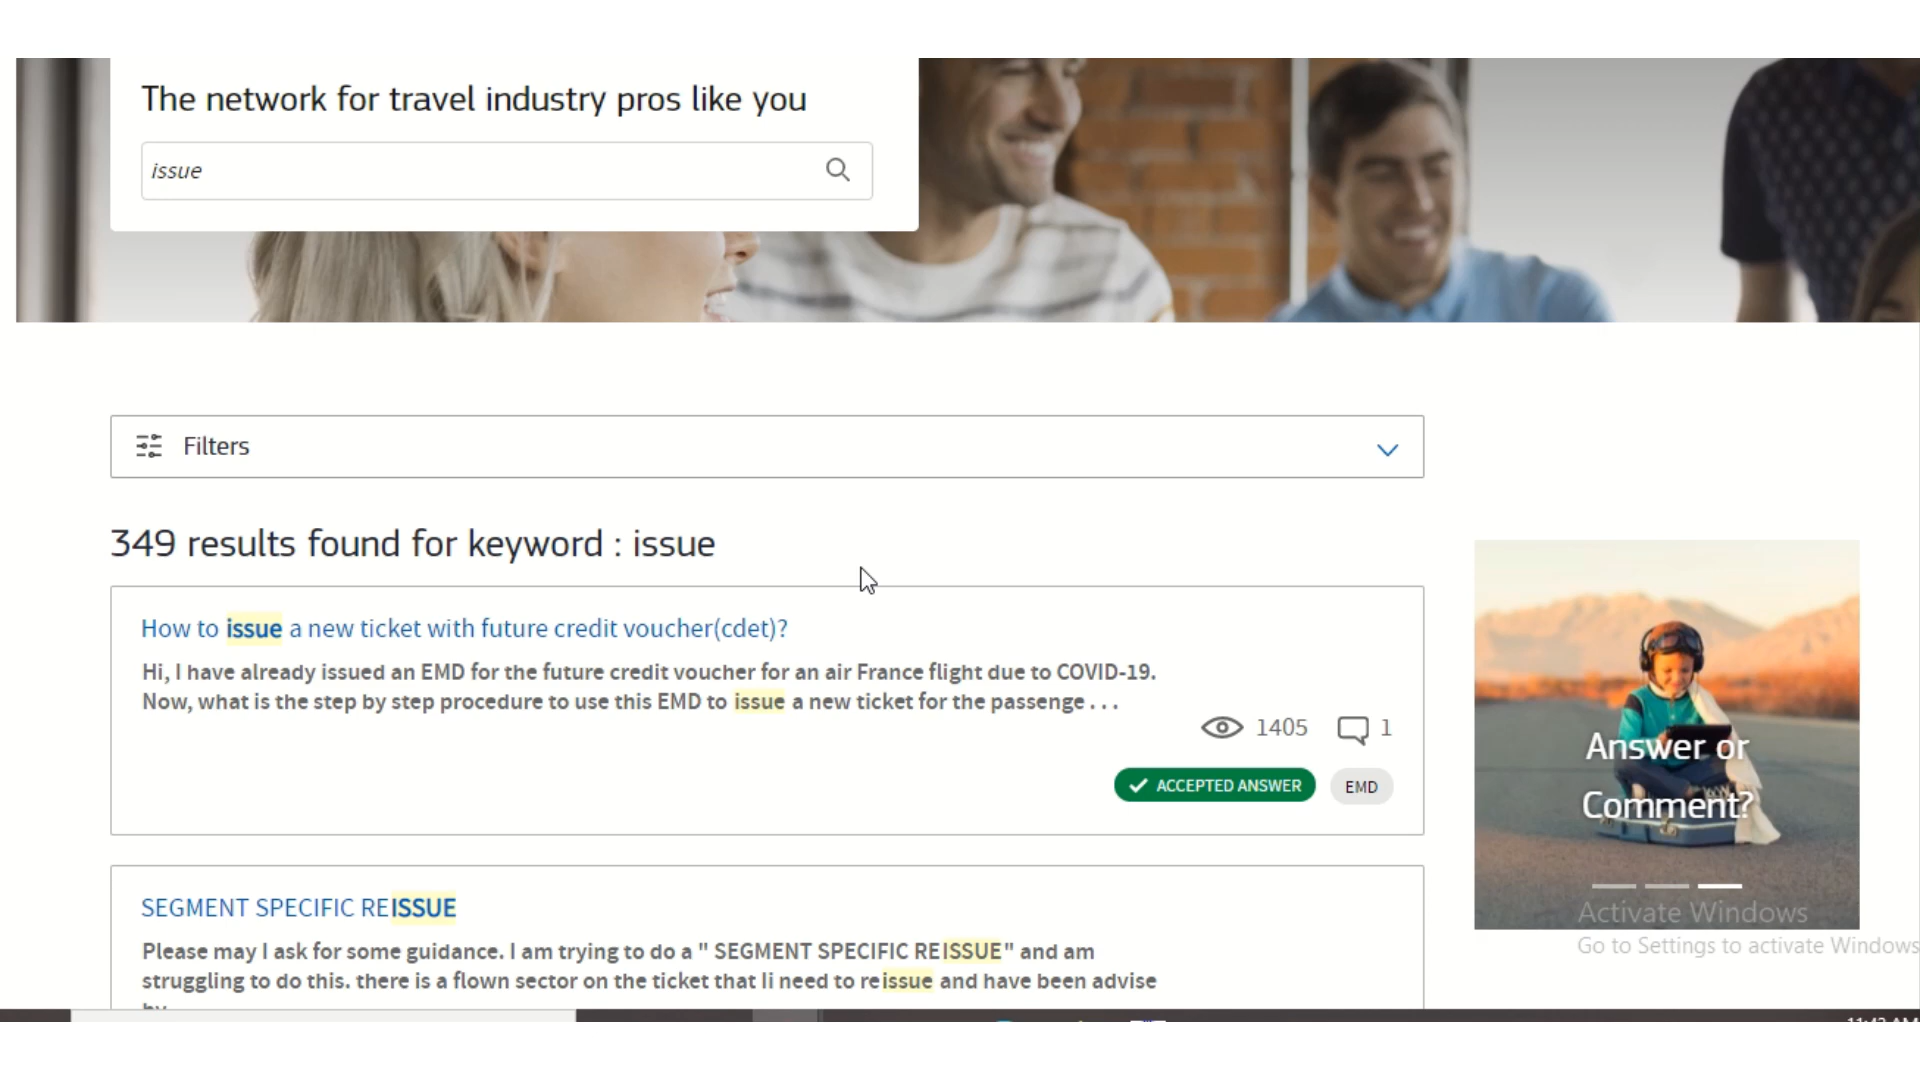 The network for travel industry pros like you
issue
Filters
349 results found for keyword : issue
How to issue a new ticket with future credit voucher(cdet)?
Hi, I have already issued an EMD for the future credit voucher for an air France flight due to COVID-19.
Now, what is the step by step procedure to use this EMD to issue a new ticket for the passenge . . .
1405 1
ACCEPTED ANSWER EMD
Answer or
Comment?
Activate Windows
Go to Settings to activate Windows
SEGMENT SPECIFIC REISSUE
Please may I ask for some guidance. I am trying to do a " SEGMENT SPECIFIC REISSUE" and am
struggling to do this. there is a flown sector on the ticket that Ii need to reissue and have been advise